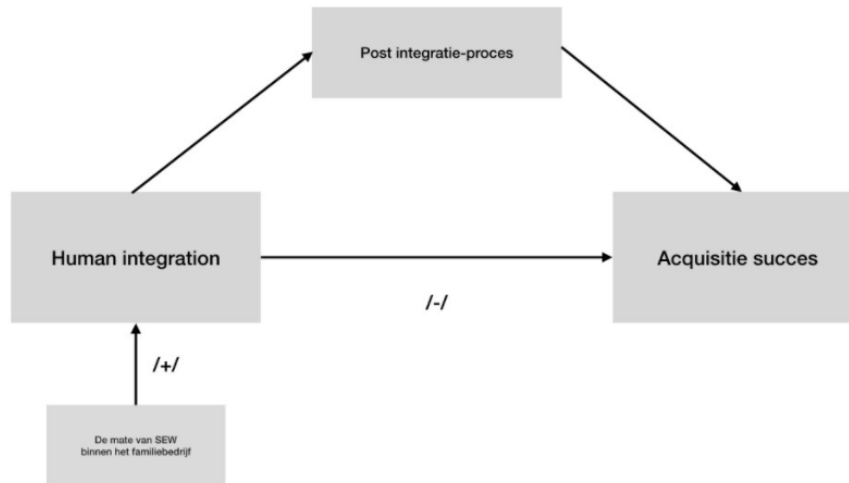 Post integratie-proces
Human integration
Acquisitie succes
/-/
/+/
De mate van SEW
binnen het familiebedrijf